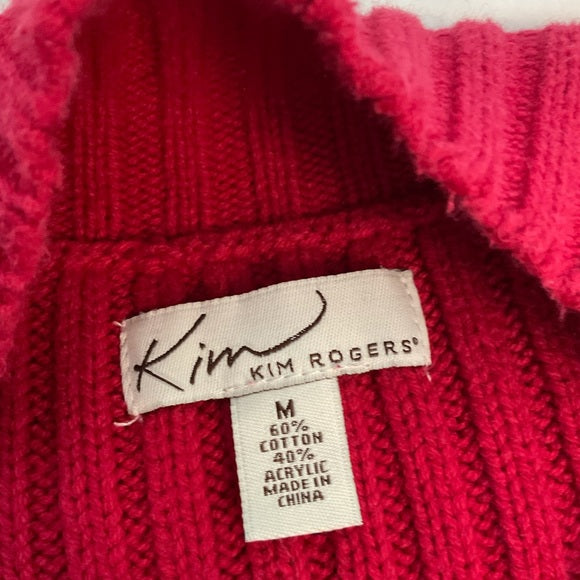 Kim
KIM ROGERS®
M
60%
COTTON
40%
ACRYLIC
MADE IN
CHINA